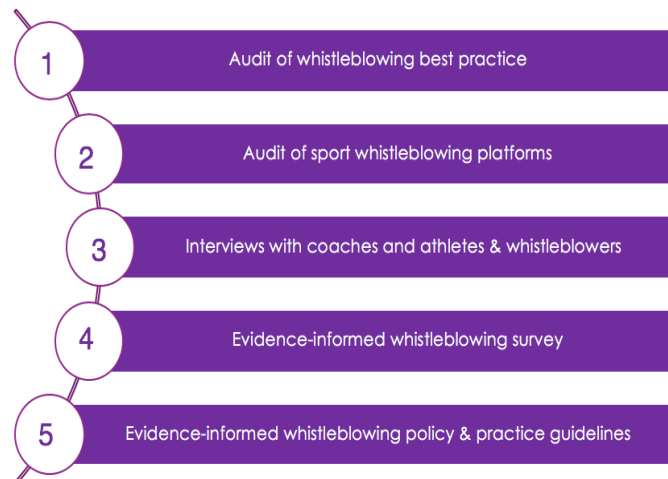 1
Audit of whistleblowing best practice
2
Audit of sport whistleblowing platforms
3
Interviews with coaches and athletes & whistleblowers
4
Evidence-informed whistleblowing survey
5
Evidence-informed whistleblowing policy & practice guidelines